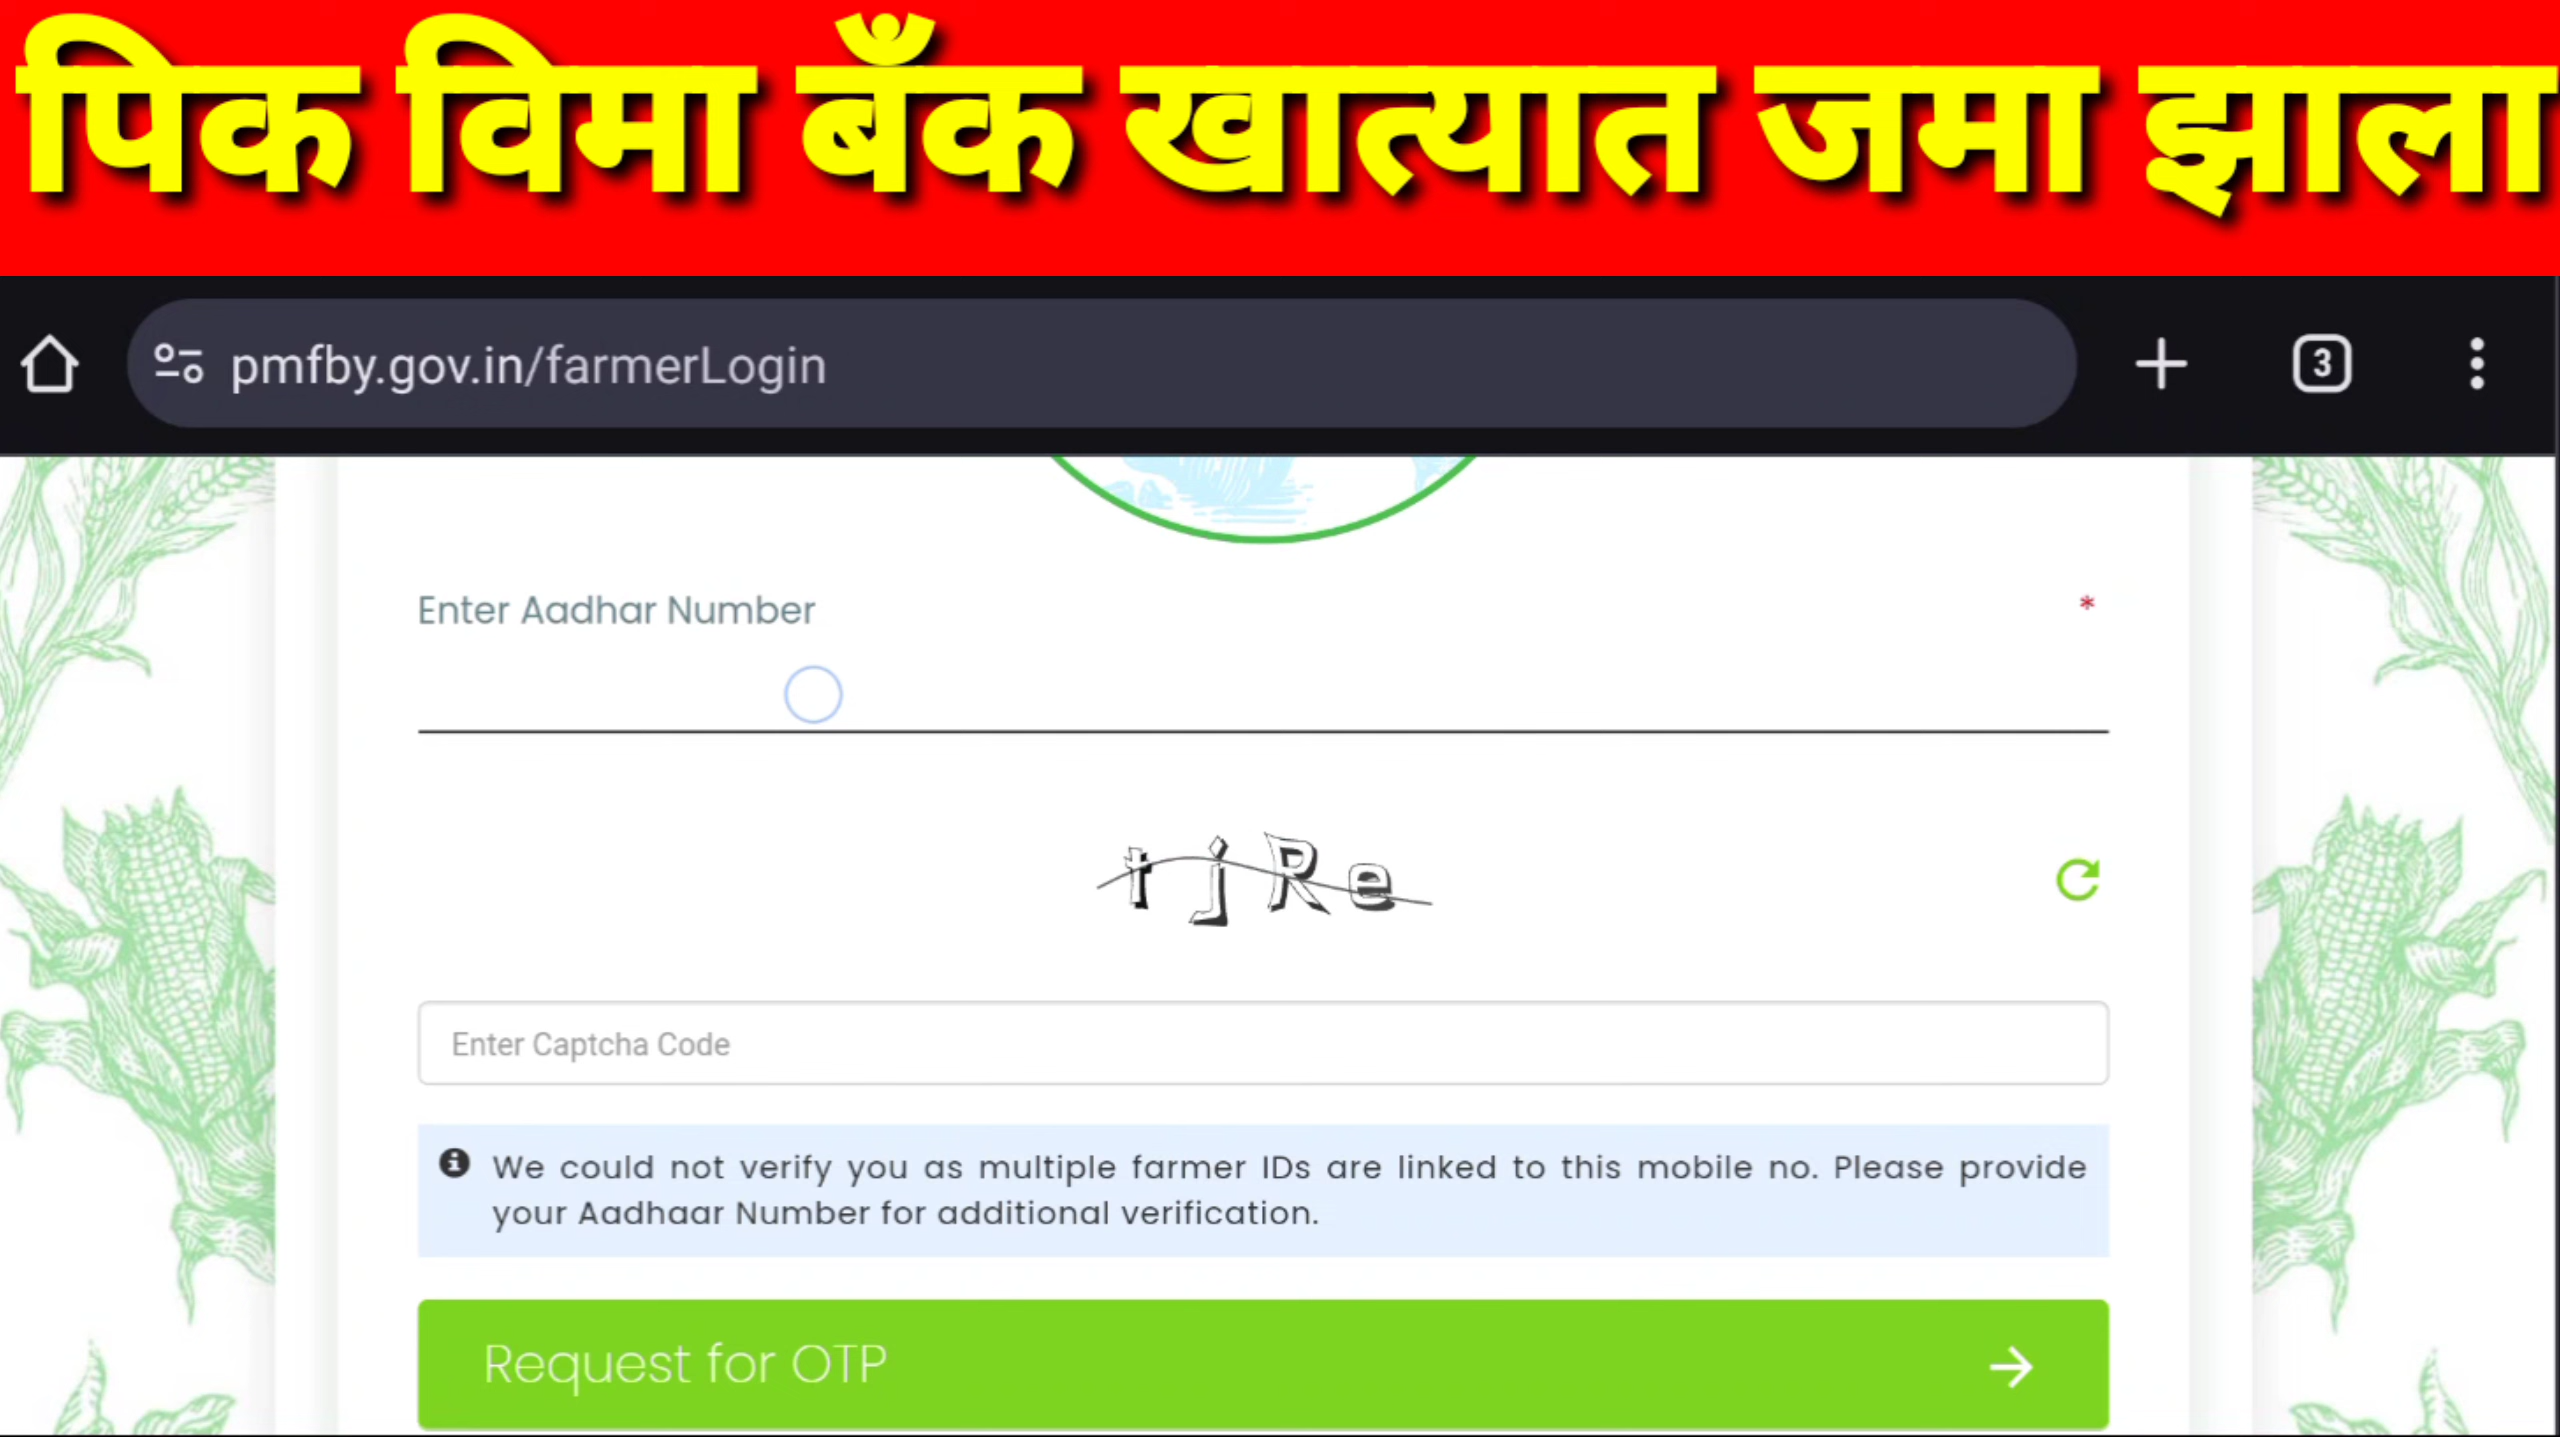 पिक विमा बँक खात्यात जमा झाला
pmfby.gov.in/farmerLogin
3
Enter Aadhar Number *
tjRe
Enter Captcha Code
We could not verify you as multiple farmer IDs are linked to this mobile no. Please provide
your Aadhaar Number for additional verification.
Request for OTP